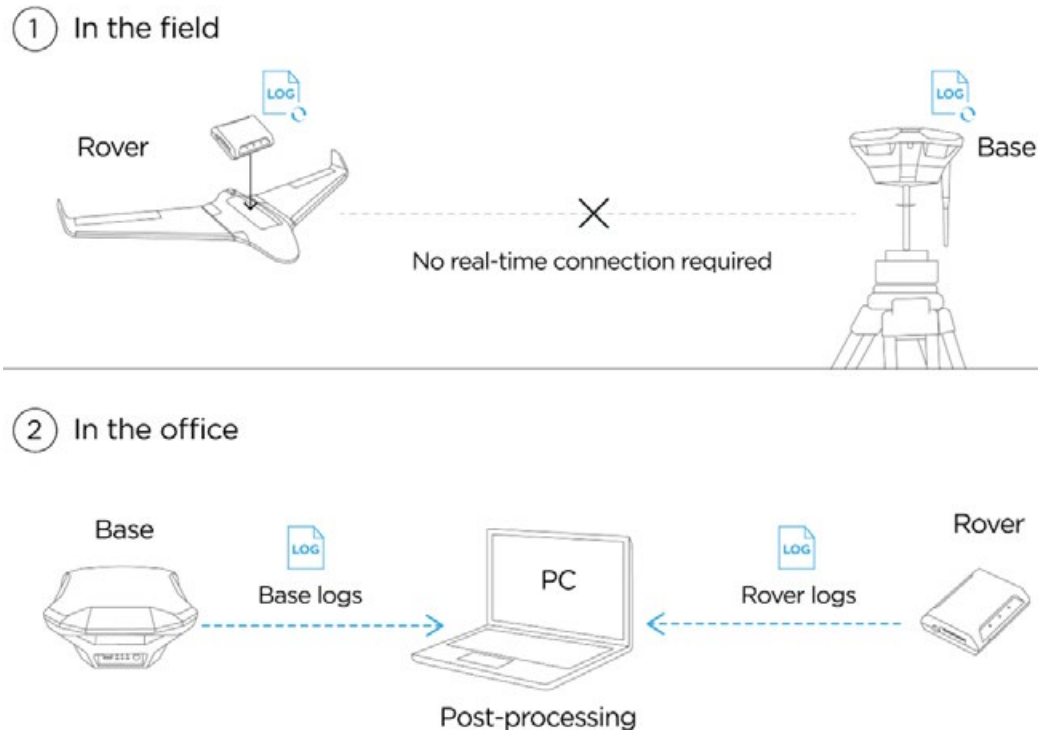 1 In the field
LOG
LOG
Rover
Base
No real-time connection required
2 In the office
Base
Rover
LOG
LOG
Base logs
PC
Rover logs
Post-processing